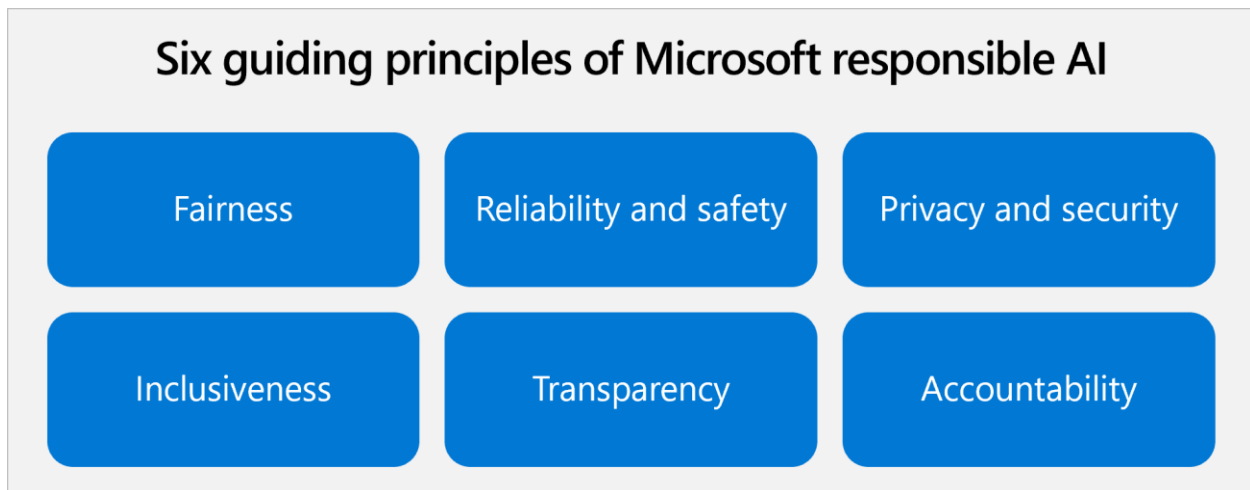 Six guiding principles of Microsoft responsible AI
Fairness
Reliability and safety
Privacy and security
Inclusiveness
Transparency
Accountability